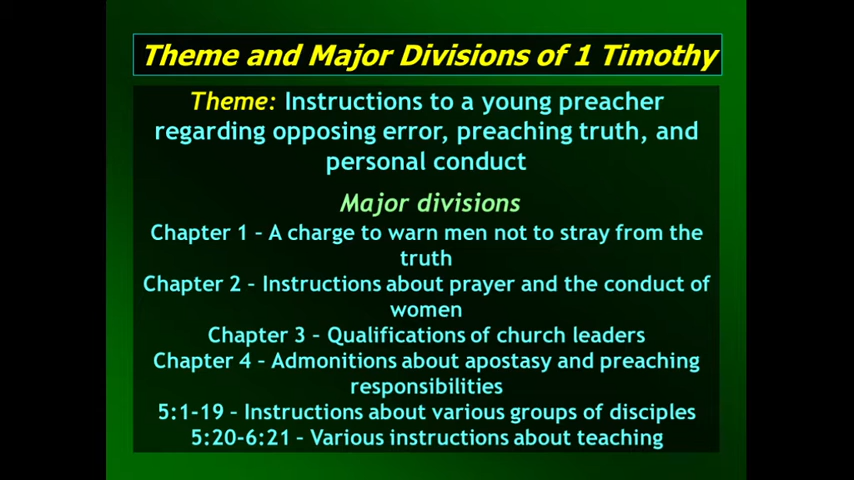 Theme and Major Divisions of 1 Timothy
Theme: Instructions to a young preacher
regarding opposing error, preaching truth, and
personal conduct
Major divisions
Chapter 1 – A charge to warn men not to stray from the
truth
Chapter 2 – Instructions about prayer and the conduct of
women
Chapter 3 – Qualifications of church leaders
Chapter 4 – Admonitions about apostasy and preaching
responsibilities
5:1-19 – Instructions about various groups of disciples
5:20-6:21 – Various instructions about teaching